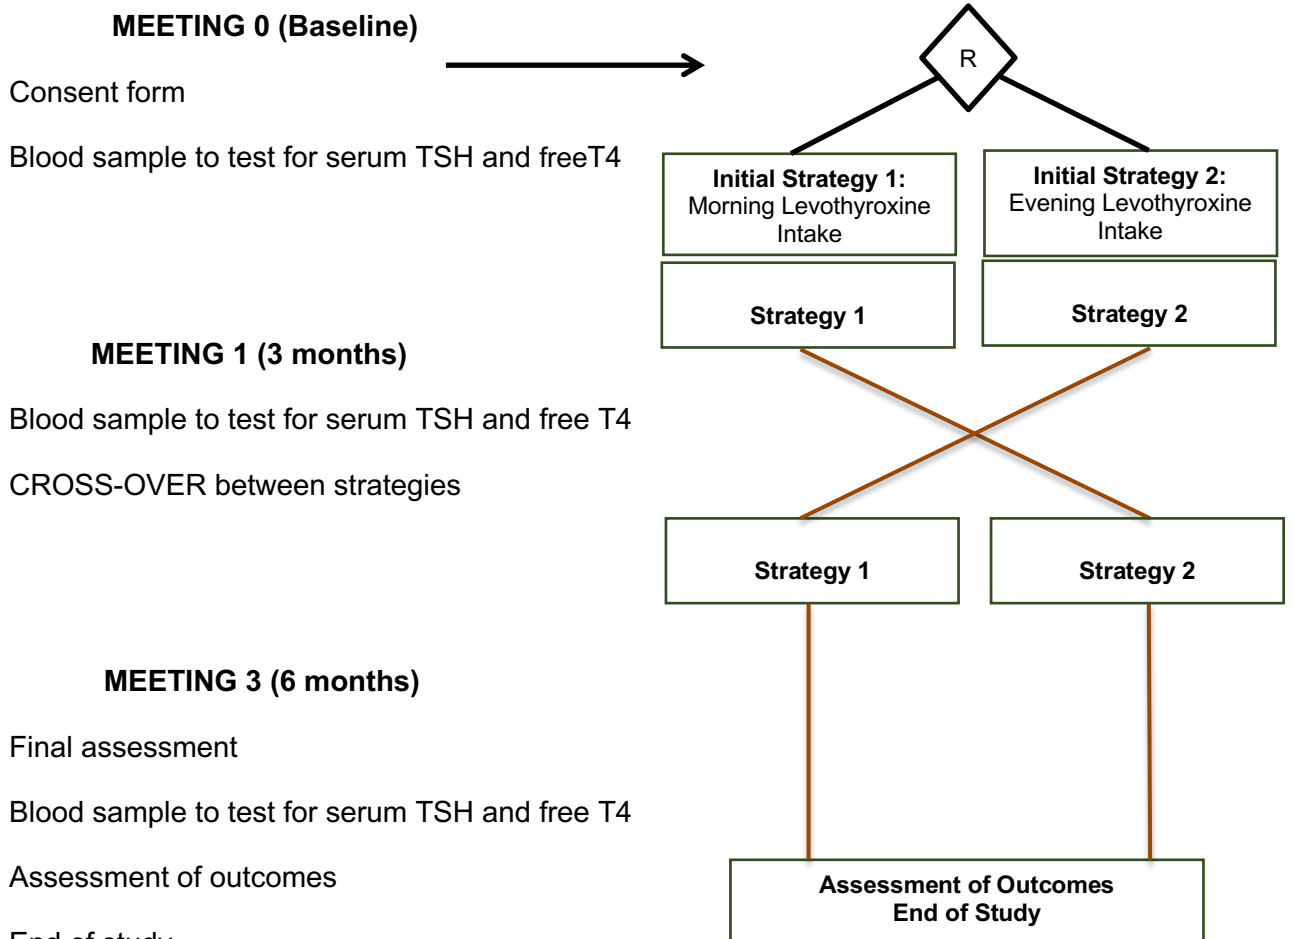 MEETING 0 (Baseline)
R
Consent form
Blood sample to test for serum TSH and freeT4
Initial Strategy 1:
Morning Levothyroxine
Intake
Initial Strategy 2:
Evening Levothyroxine
Intake
Strategy 1
Strategy 2
MEETING 1 (3 months)
Blood sample to test for serum TSH and free T4
CROSS-OVER between strategies
Strategy 1
Strategy 2
MEETING 3 (6 months)
Final assessment
Blood sample to test for serum TSH and free T4
Assessment of outcomes
Assessment of Outcomes
End of Study
End of study